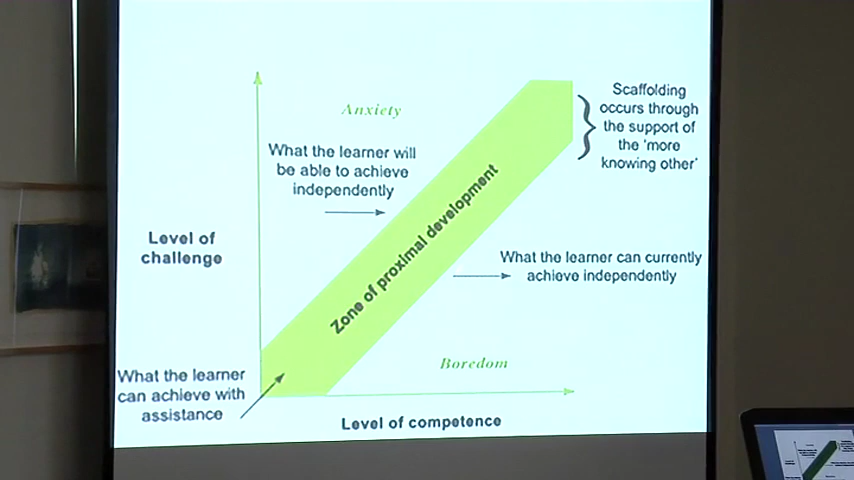 Anxiety
What the learner will
be able to achieve
independently
Scaffolding
occurs through
the support of
the 'more
knowing other'
Level of
challenge
Zone of proximal development
What the learner can currently
achieve independently
Boredom
What the learner
can achieve with
assistance
Level of competence